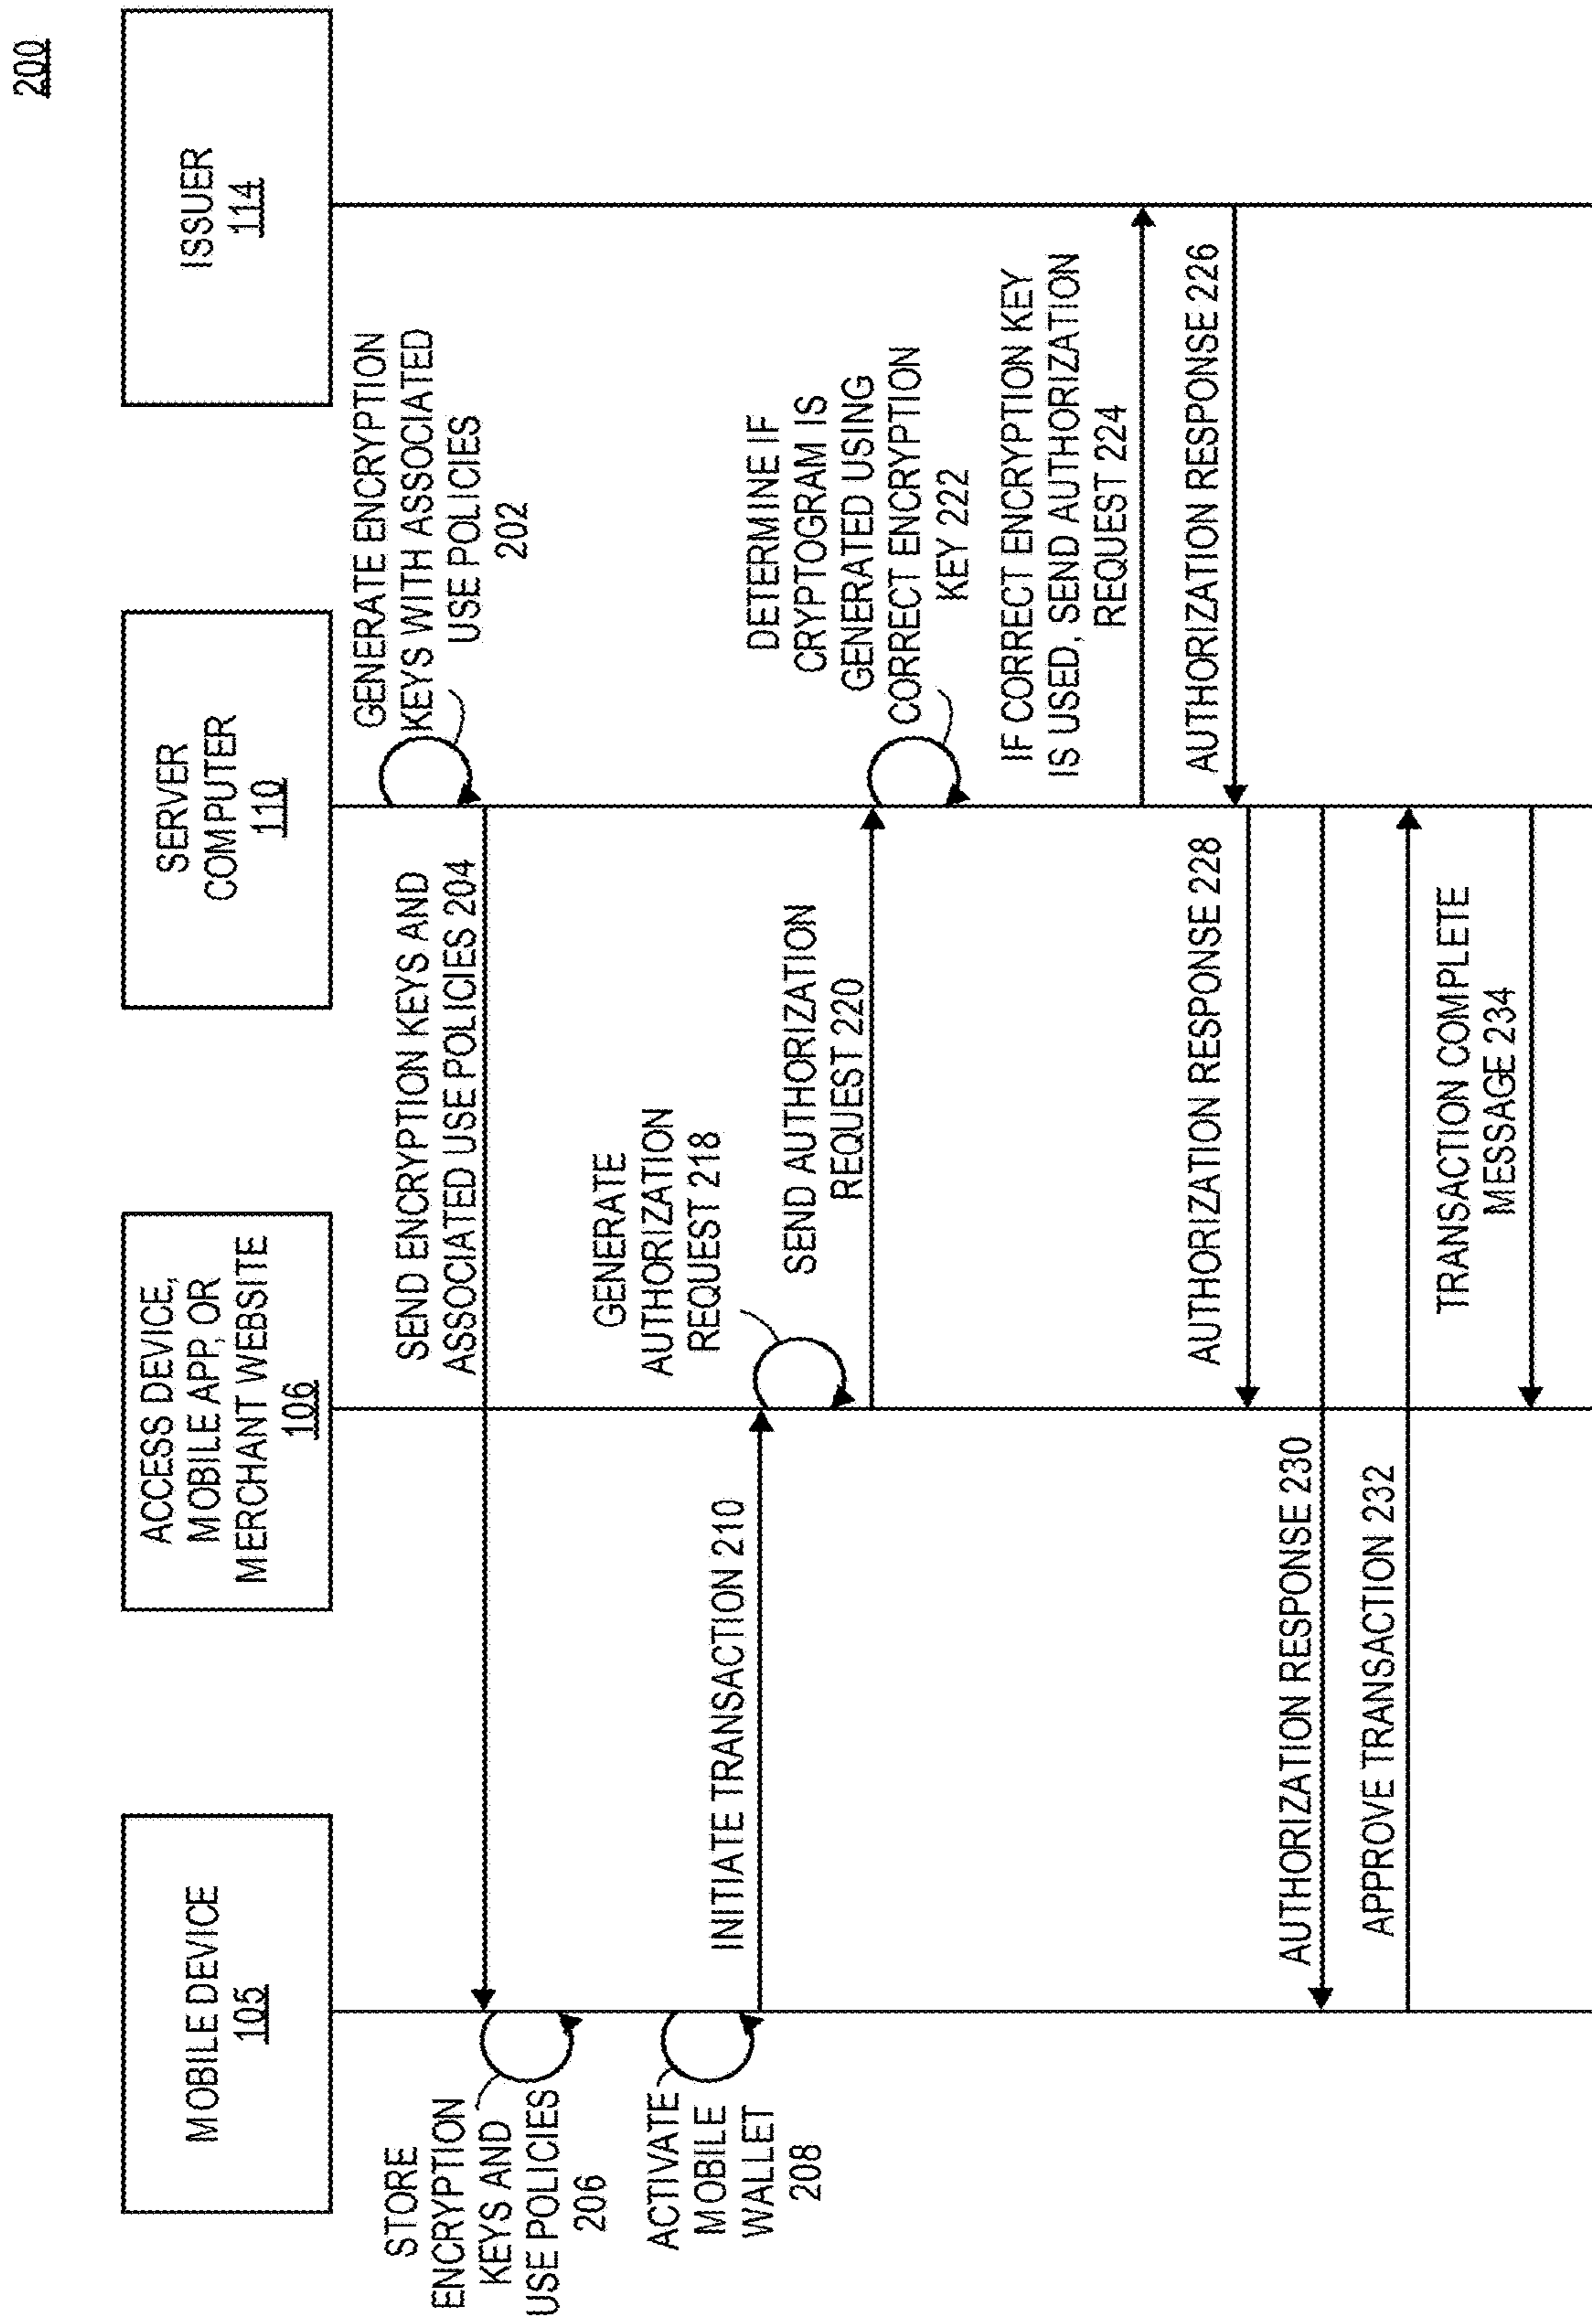 200
MOBILE DEVICE
105
ACCESS DEVICE,
MOBILE APP, OR
MERCHANT WEBSITE
106
SERVER
COMPUTER
110
ISSUER
114
GENERATE ENCRYPTION
KEYS WITH ASSOCIATED
USE POLICIES
202
SEND ENCRYPTION KEYS AND
ASSOCIATED USE POLICIES 204
STORE
ENCRYPTION
KEYS AND
USE POLICIES
206
ACTIVATE
MOBILE
WALLET
208
INITIATE TRANSACTION 210
GENERATE
AUTHORIZATION
REQUEST 218
SEND AUTHORIZATION
REQUEST 220
DETERMINE IF
CRYPTOGRAM IS
GENERATED USING
CORRECT ENCRYPTION
KEY 222
IF CORRECT ENCRYPTION KEY
IS USED, SEND AUTHORIZATION
REQUEST 224
AUTHORIZATION RESPONSE 226
AUTHORIZATION RESPONSE 228
AUTHORIZATION RESPONSE 230
APPROVE TRANSACTION 232
TRANSACTION COMPLETE
MESSAGE 234